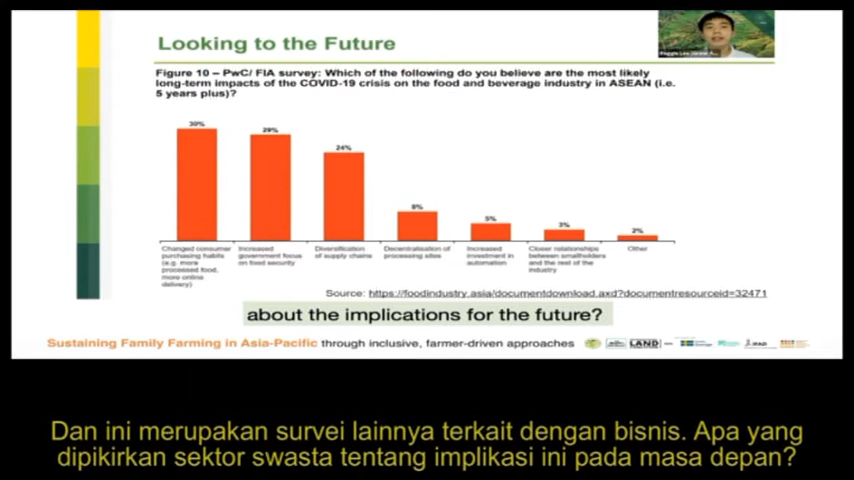 Looking to the Future
Figure 10 – PwC/ FIA survey: Which of the following do you believe are the most likely
long-term impacts of the COVID-19 crisis on the food and beverage industry in ASEAN (i.e.
5 years plus)?
30%
29%
24%
8%
5%
3%
2%
Changed consumer
purchasing habits
(e.g. more
processed food,
more online
delivery)
Increased
government focus
on food security
Diversification
of supply chains
Decentralisation of
processing sites
Increased
investment in
automation
Closer relationships
between smallholders
and the rest of the
industry
Other
Source: https://foodindustry.asia/documentdownload.axd?documentresourceid=32471
about the implications for the future?
Sustaining Family Farming in Asia-Pacific through inclusive, farmer-driven approaches
LAND
Dan ini merupakan survei lainnya terkait dengan bisnis. Apa yang
dipikirkan sektor swasta tentang implikasi ini pada masa depan?